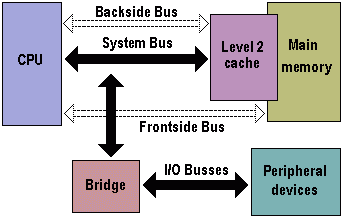 Backside Bus
System Bus
CPU
Level 2
cache
Main
memory
Frontside Bus
I/O Busses
Bridge
Peripheral
devices